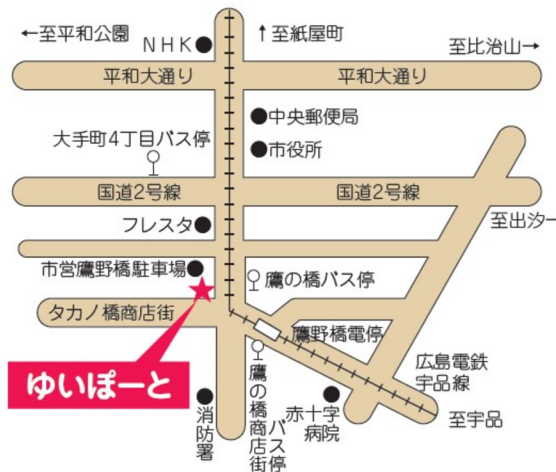 ←至平和公園
NHK
↑至紙屋町
至比治山→
平和大通り
平和大通り
中央郵便局
大手町4丁目バス停
市役所
国道2号線
国道2号線
フレスタ
至出汐→
市営鷹野橋駐車場
鷹の橋バス停
タカノ橋商店街
鷹野橋電停
ゆいぽーと
広島電鉄
宇品線
消防署
鷹の橋商店街
バス停
赤十字
病院
至宇品